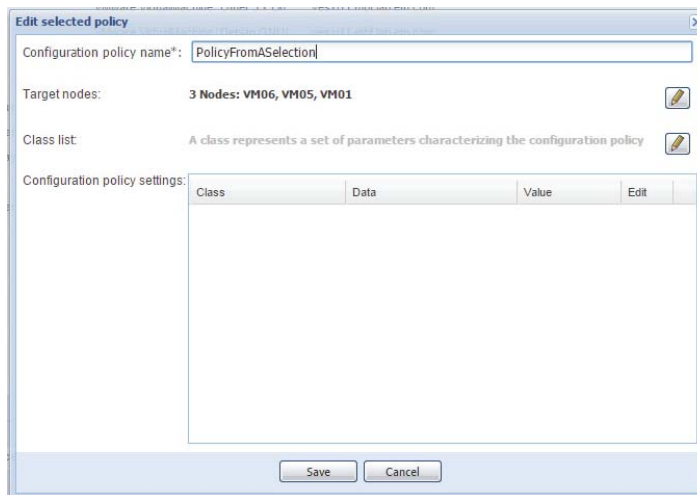 Edit selected policy
Configuration policy name*: PolicyFromASelection
Target nodes: 3 Nodes: VM06, VM05, VM01
Class list: A class represents a set of parameters characterizing the configuration policy
Configuration policy settings:
Class Data Value Edit
Save Cancel